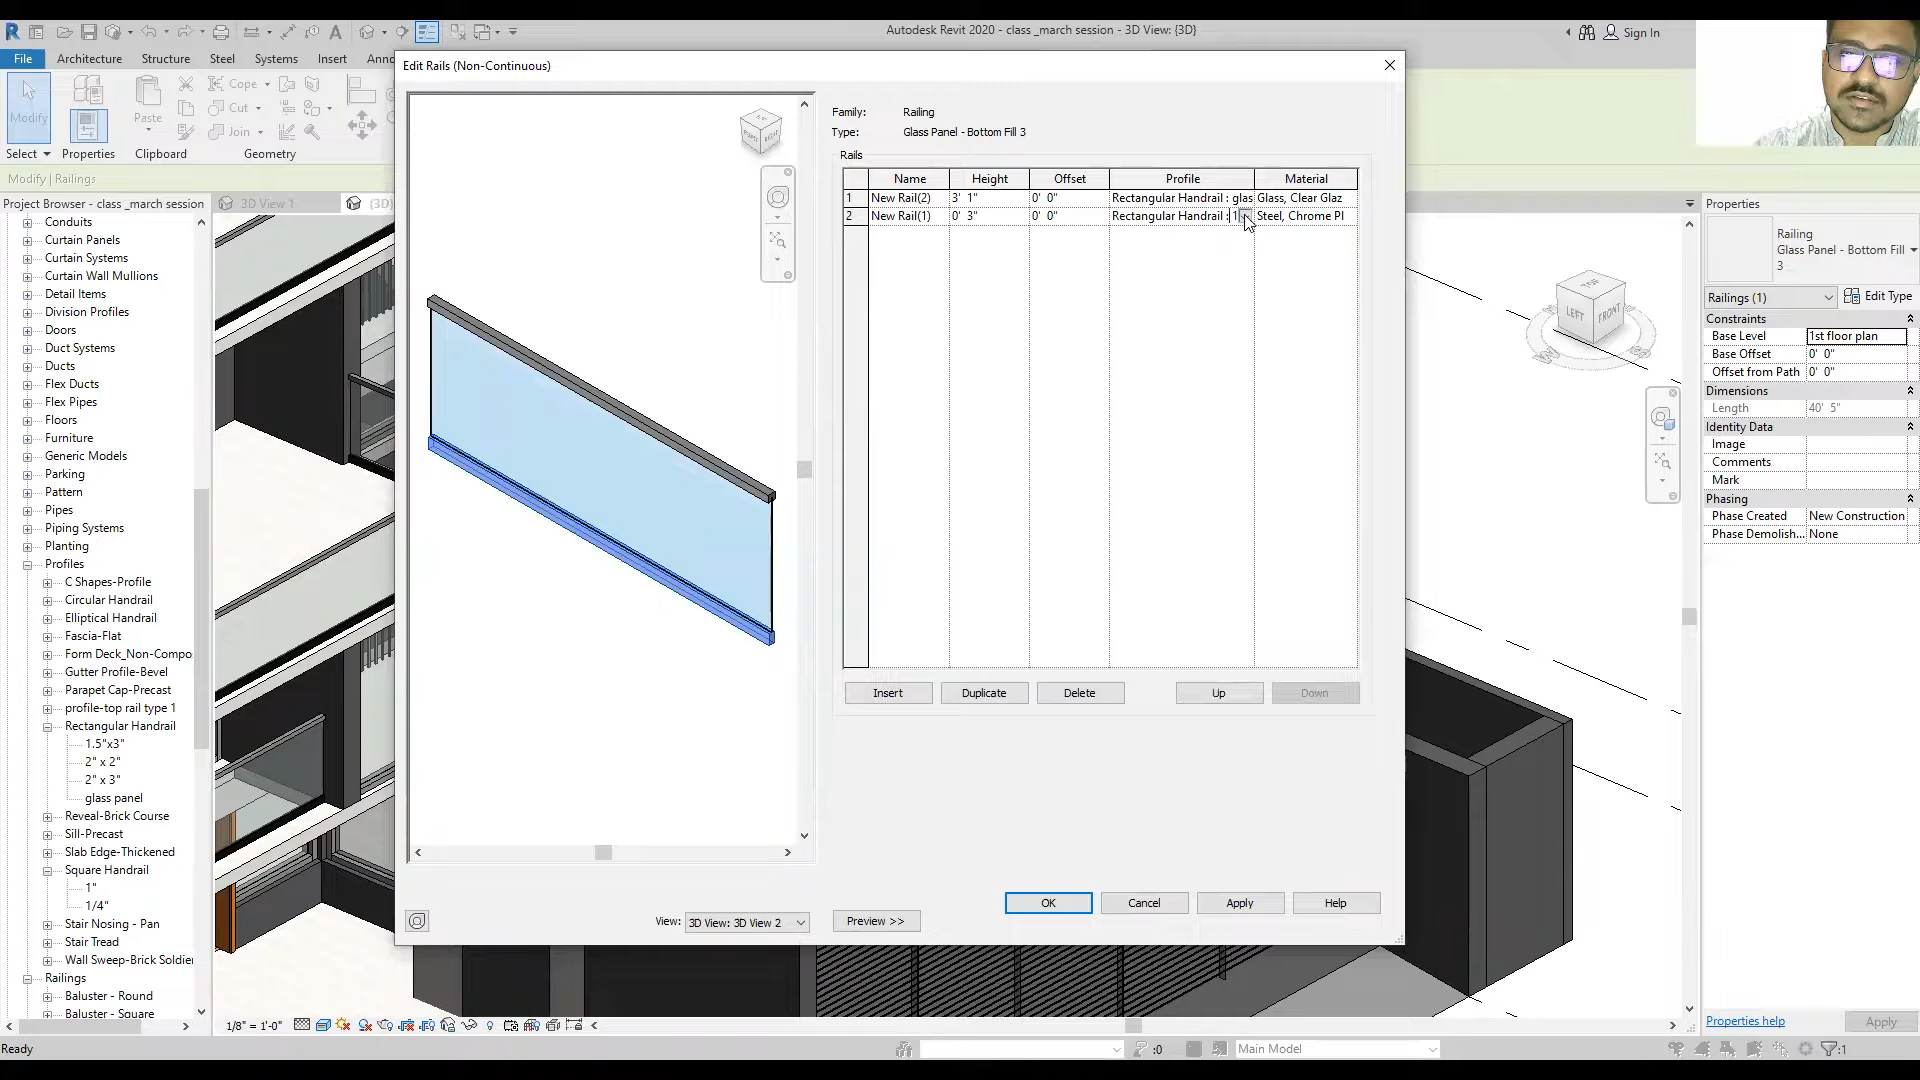 Autodesk Revit 2020 - class _march session - 3D View: {3D}
Sign In
File Architecture Structure Steel Systems Insert Anno
Modify
Paste
Cope
Cut
Join
Select Properties Clipboard Geometry
Modify | Railings
Project Browser - class _march session
3D View 1
{3D}
Conduits
Curtain Panels
Curtain Systems
Curtain Wall Mullions
Detail Items
Division Profiles
Doors
Duct Systems
Ducts
Flex Ducts
Flex Pipes
Floors
Furniture
Generic Models
Parking
Pattern
Pipes
Piping Systems
Planting
Profiles
C Shapes-Profile
Circular Handrail
Elliptical Handrail
Fascia-Flat
Form Deck_Non-Compo
Gutter Profile-Bevel
Parapet Cap-Precast
profile-top rail type 1
Rectangular Handrail
1.5"x3"
2" x 2"
2" x 3"
glass panel
Reveal-Brick Course
Sill-Precast
Slab Edge-Thickened
Square Handrail
1"
1/4"
Stair Nosing - Pan
Stair Tread
Wall Sweep-Brick Soldier
Railings
Baluster - Round
Baluster - Square
Edit Rails (Non-Continuous)
Family: Railing
Type: Glass Panel - Bottom Fill 3
Rails
Name Height Offset Profile Material
1 New Rail(2) 3' 1" 0' 0" Rectangular Handrail : glas Glass, Clear Glaz
2 New Rail(1) 0' 3" 0' 0" Rectangular Handrail : 1 Steel, Chrome Pl
Insert Duplicate Delete Up Down
OK Cancel Apply Help
View: 3D View: 3D View 2 Preview >>
TOP
LEFT FRONT
W
Properties
Railing
Glass Panel - Bottom Fill
3
Railings (1) Edit Type
Constraints
Base Level 1st floor plan
Base Offset 0' 0"
Offset from Path 0' 0"
Dimensions
Length 40' 5"
Identity Data
Image
Comments
Mark
Phasing
Phase Created New Construction
Phase Demolish... None
Properties help Apply
1/8" = 1'-0"
Ready
:0
Main Model
:1